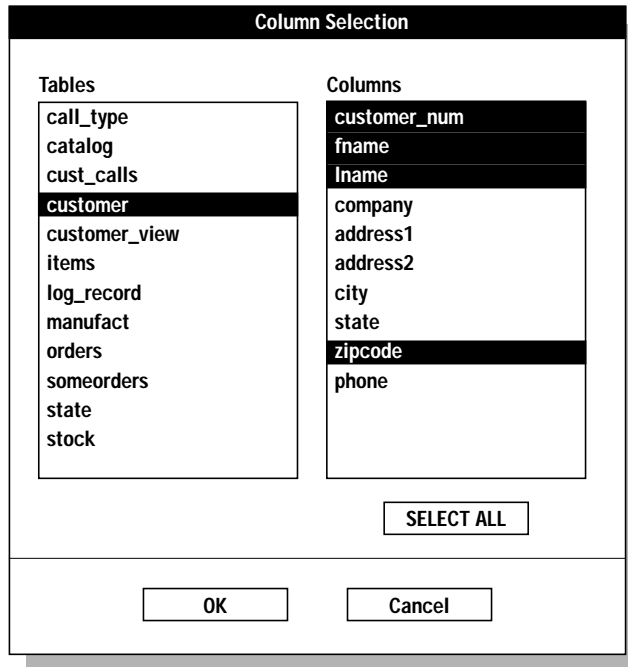 Column Selection
Tables
call_type
catalog
cust_calls
customer
customer_view
items
log_record
manufact
orders
someorders
state
stock
Columns
customer_num
fname
lname
company
address1
address2
city
state
zipcode
phone
SELECT ALL
OK
Cancel